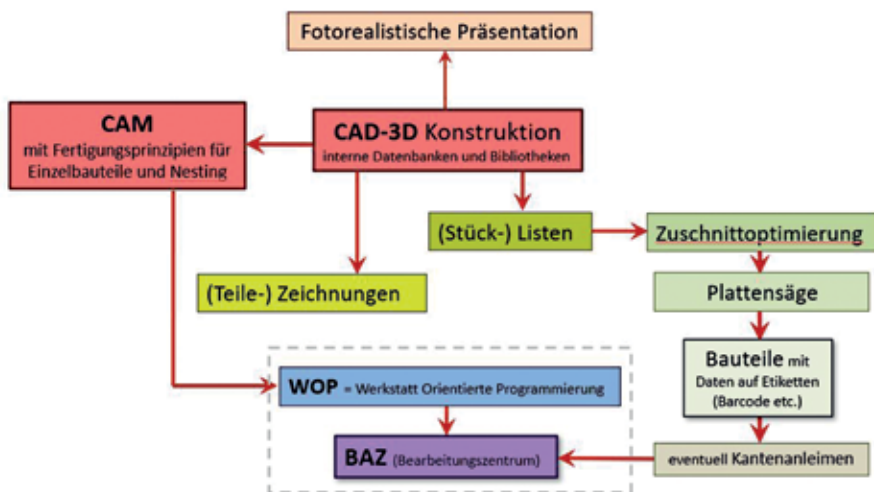 Fotorealistische Präsentation
CAM
mit Fertigungsprinzipien für
Einzelbauteile und Nesting
CAD-3D Konstruktion
interne Datenbanken und Bibliotheken
(Stück-) Listen
Zuschnittoptimierung
(Teile-) Zeichnungen
Plattensäge
Bauteile mit
Daten auf Etiketten
(Barcode etc.)
WOP = Werkstatt Orientierte Programmierung
BAZ (Bearbeitungszentrum)
eventuell Kantenanleimen